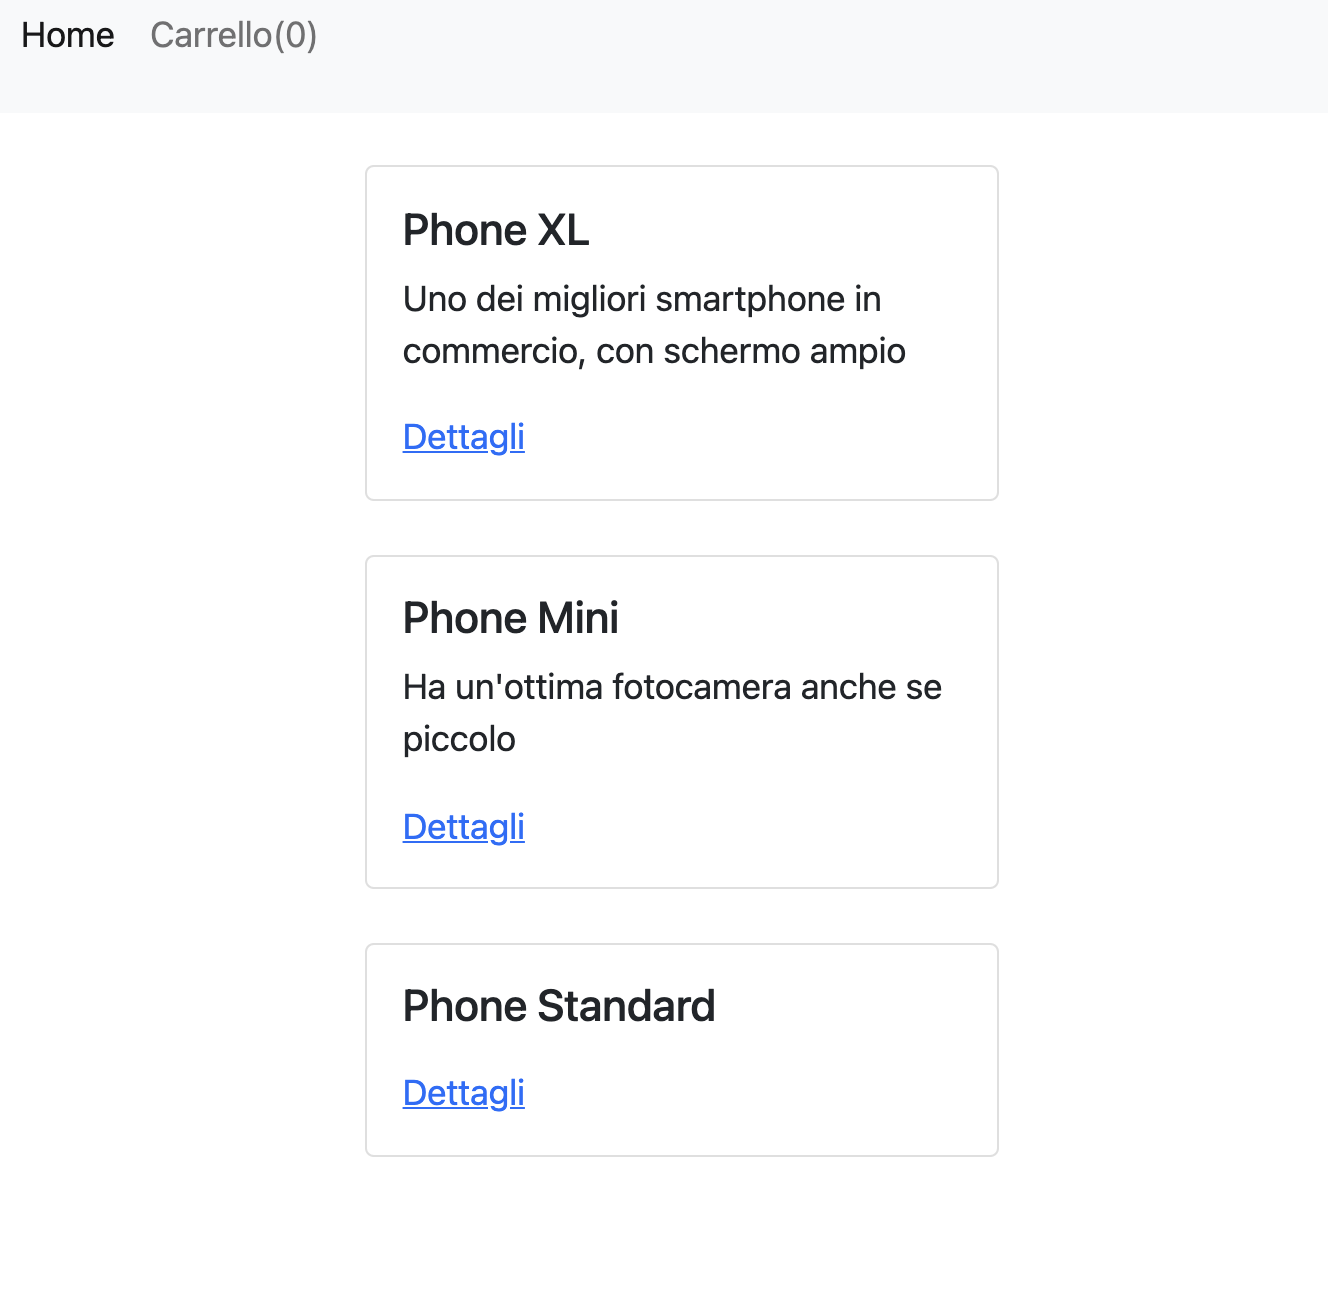 Home Carrello(0)
Phone XL
Uno dei migliori smartphone in
commercio, con schermo ampio
Dettagli
Phone Mini
Ha un'ottima fotocamera anche se
piccolo
Dettagli
Phone Standard
Dettagli